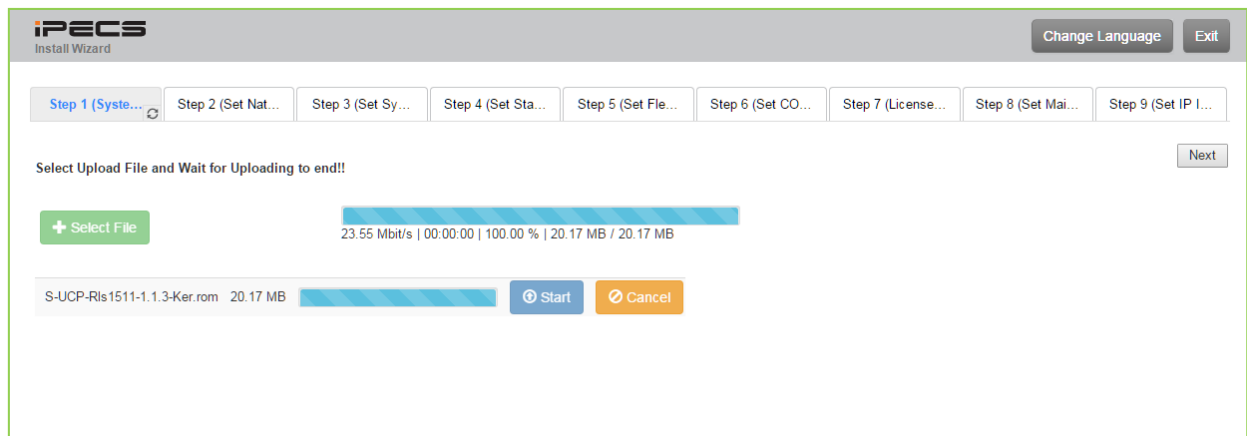 iPECS
Install Wizard
Change Language
Exit
Step 1 (Syste...
Step 2 (Set Nat...
Step 3 (Set Sy...
Step 4 (Set Sta...
Step 5 (Set Fle...
Step 6 (Set CO...
Step 7 (License...
Step 8 (Set Mai...
Step 9 (Set IP I...
Next
Select Upload File and Wait for Uploading to end!!
Select File
23.55 Mbit/s | 00:00:00 | 100.00 % | 20.17 MB / 20.17 MB
S-UCP-Rls1511-1.1.3-Ker.rom 20.17 MB
Start
Cancel